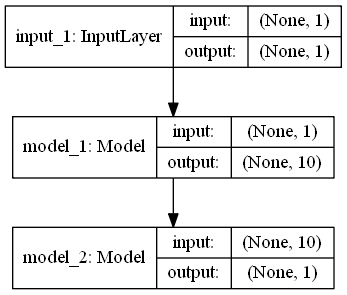 input_1: InputLayer
input: (None, 1)
output: (None, 1)
model_1: Model
input: (None, 1)
output: (None, 10)
model_2: Model
input: (None, 10)
output: (None, 1)